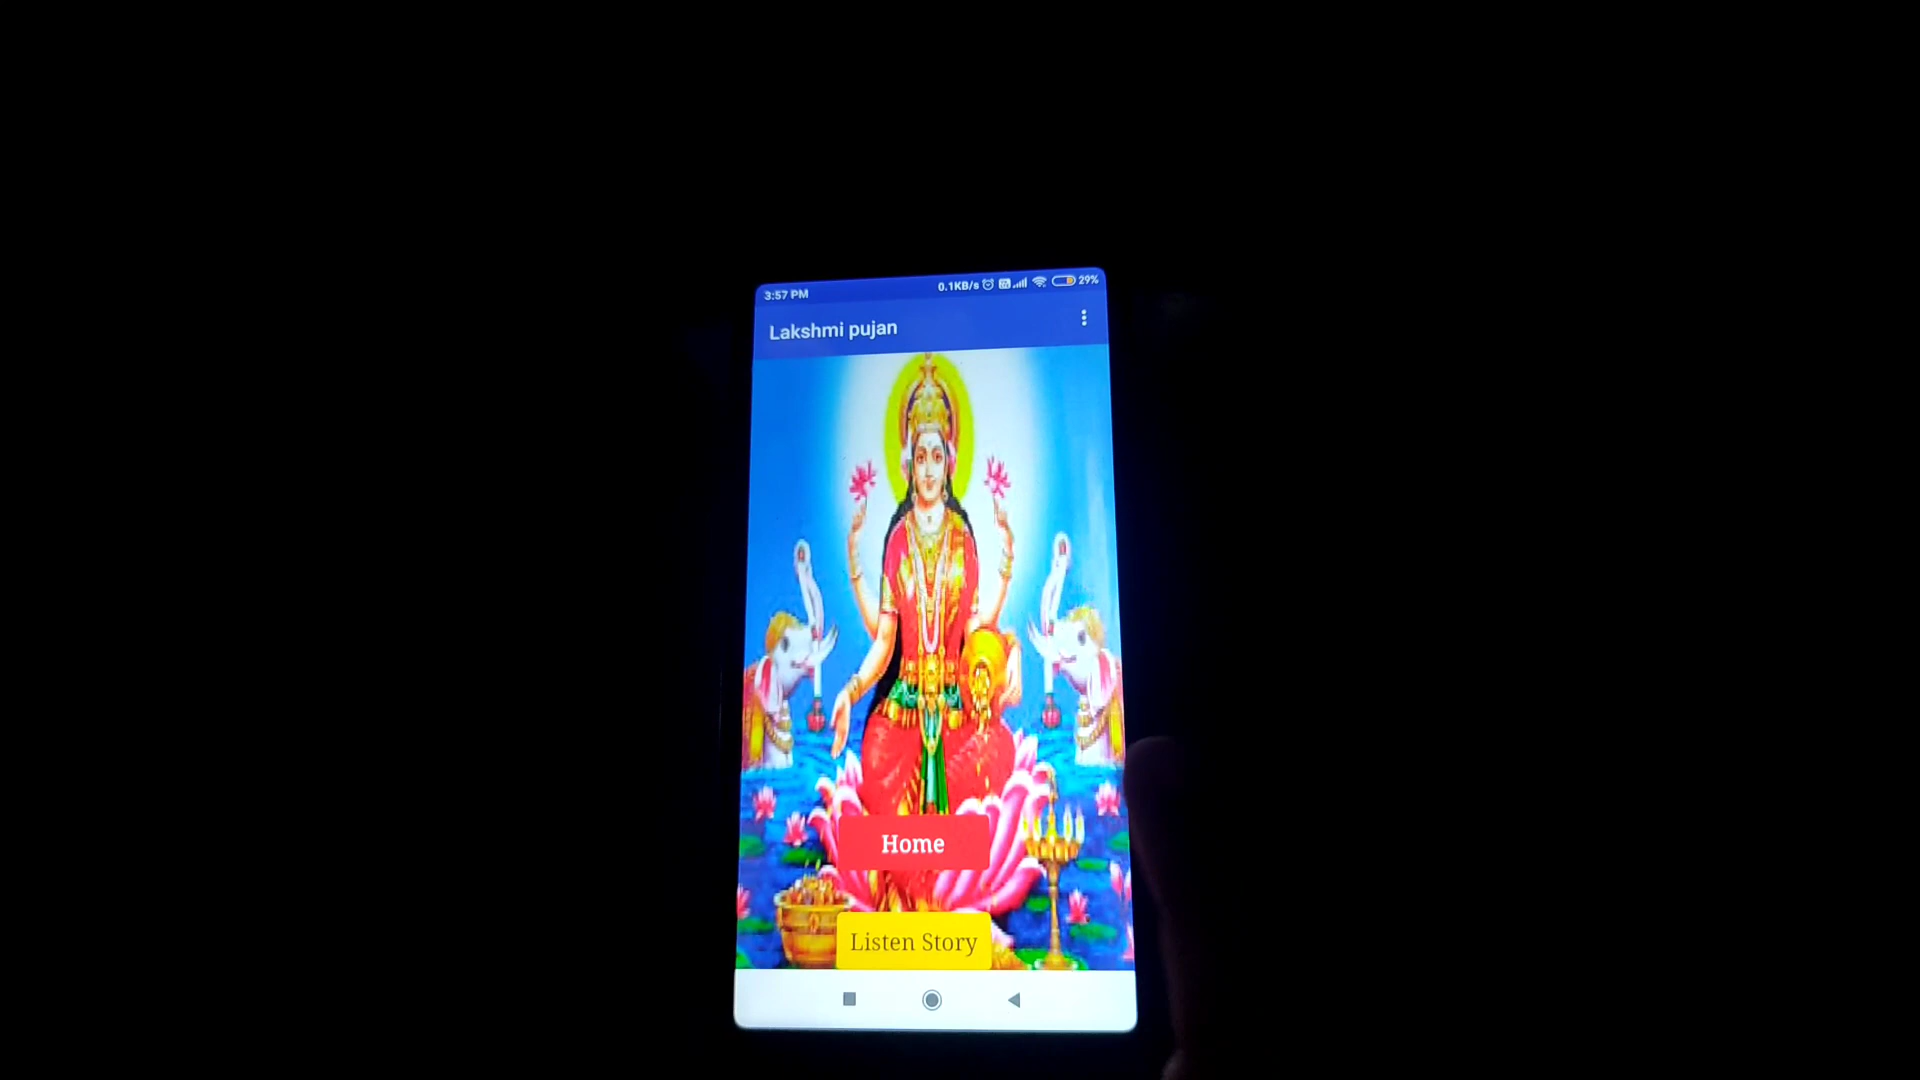 3:57 PM 0.1KB/s 29%
Lakshmi pujan
Home
Listen Story